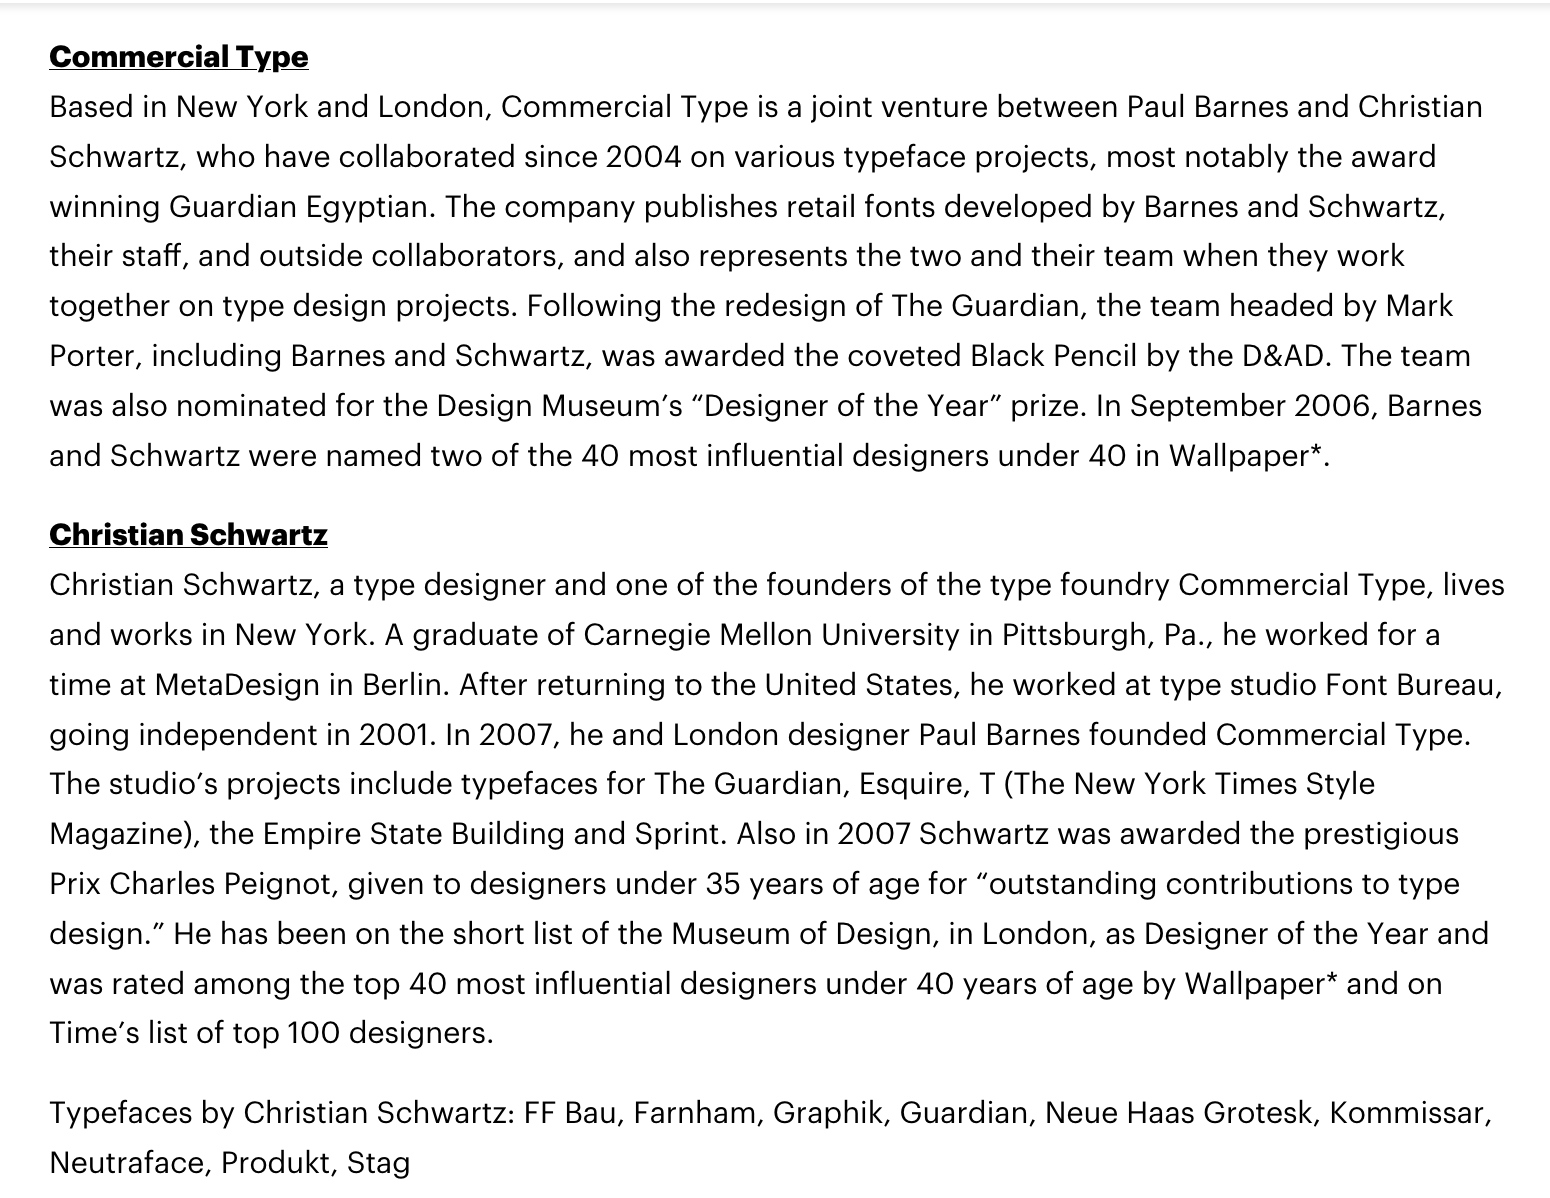 Commercial Type
Based in New York and London, Commercial Type is a joint venture between Paul Barnes and Christian
Schwartz, who have collaborated since 2004 on various typeface projects, most notably the award
winning Guardian Egyptian. The company publishes retail fonts developed by Barnes and Schwartz,
their staff, and outside collaborators, and also represents the two and their team when they work
together on type design projects. Following the redesign of The Guardian, the team headed by Mark
Porter, including Barnes and Schwartz, was awarded the coveted Black Pencil by the D&AD. The team
was also nominated for the Design Museum’s “Designer of the Year” prize. In September 2006, Barnes
and Schwartz were named two of the 40 most influential designers under 40 in Wallpaper*.
Christian Schwartz
Christian Schwartz, a type designer and one of the founders of the type foundry Commercial Type, lives
and works in New York. A graduate of Carnegie Mellon University in Pittsburgh, Pa., he worked for a
time at MetaDesign in Berlin. After returning to the United States, he worked at type studio Font Bureau,
going independent in 2001. In 2007, he and London designer Paul Barnes founded Commercial Type.
The studio’s projects include typefaces for The Guardian, Esquire, T (The New York Times Style
Magazine), the Empire State Building and Sprint. Also in 2007 Schwartz was awarded the prestigious
Prix Charles Peignot, given to designers under 35 years of age for “outstanding contributions to type
design.” He has been on the short list of the Museum of Design, in London, as Designer of the Year and
was rated among the top 40 most influential designers under 40 years of age by Wallpaper* and on
Time’s list of top 100 designers.
Typefaces by Christian Schwartz: FF Bau, Farnham, Graphik, Guardian, Neue Haas Grotesk, Kommissar,
Neutraface, Produkt, Stag